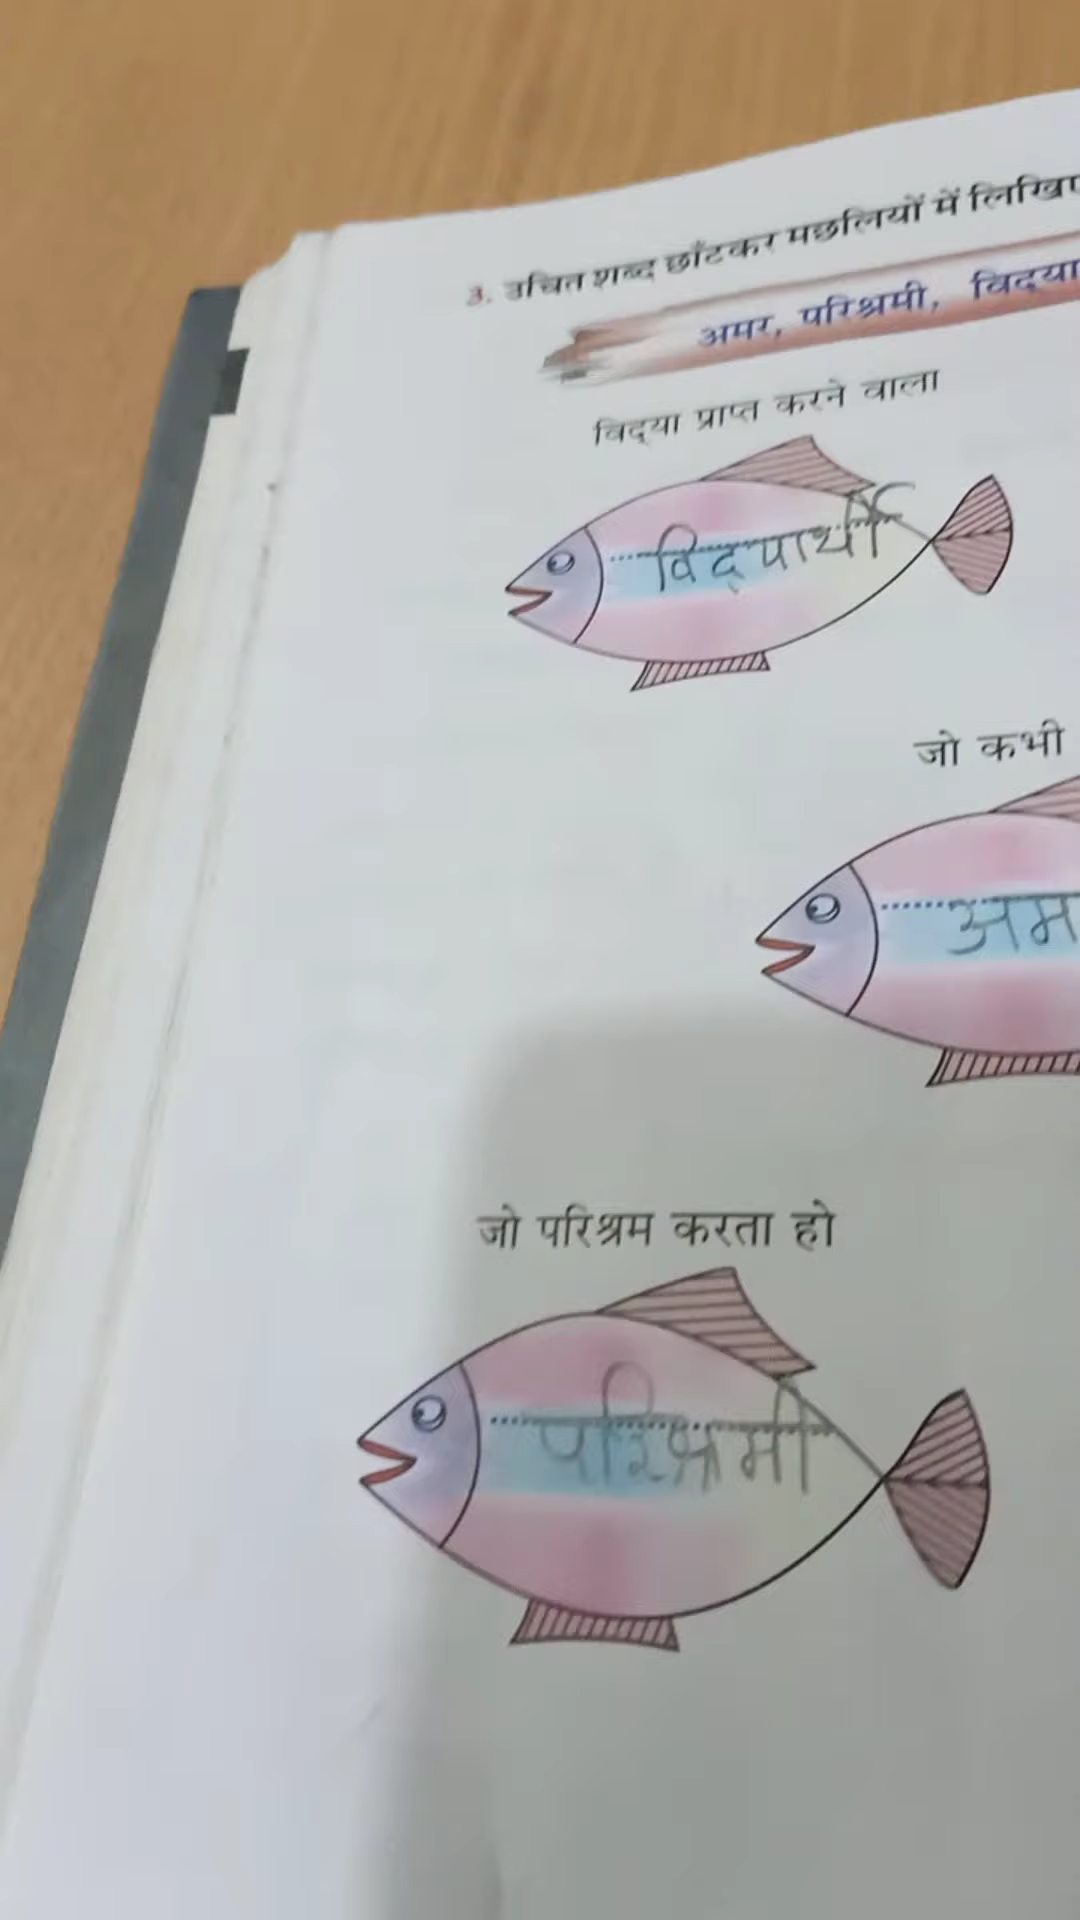 3. उचित शब्द छाँटकर मछलियों में लिखिए
अमर, परिश्रमी, विद्या
विद्या प्राप्त करने वाला
विद्यार्थी
जो कभी
अम
जो परिश्रम करता हो
परिश्रमी